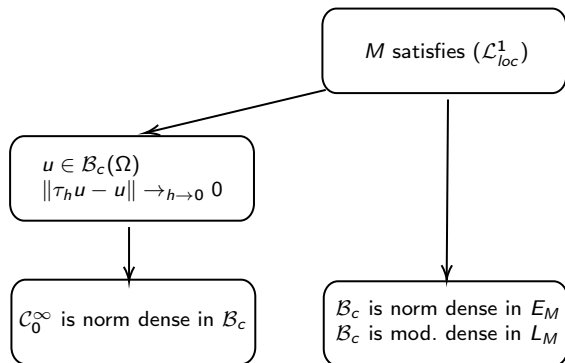 M satisfies (ℒ¹_loc)
u ∈ ℬ_c(Ω)
‖τ_h u − u‖ →_{h→0} 0
𝒞₀^∞ is norm dense in ℬ_c
ℬ_c is norm dense in E_M
ℬ_c is mod. dense in L_M